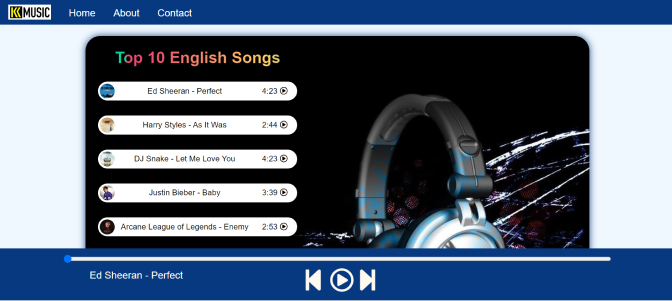 KK MUSIC Home About Contact
Top 10 English Songs
Ed Sheeran - Perfect 4:23
Harry Styles - As It Was 2:44
DJ Snake - Let Me Love You 4:23
Justin Bieber - Baby 3:39
Arcane League of Legends - Enemy 2:53
Ed Sheeran - Perfect